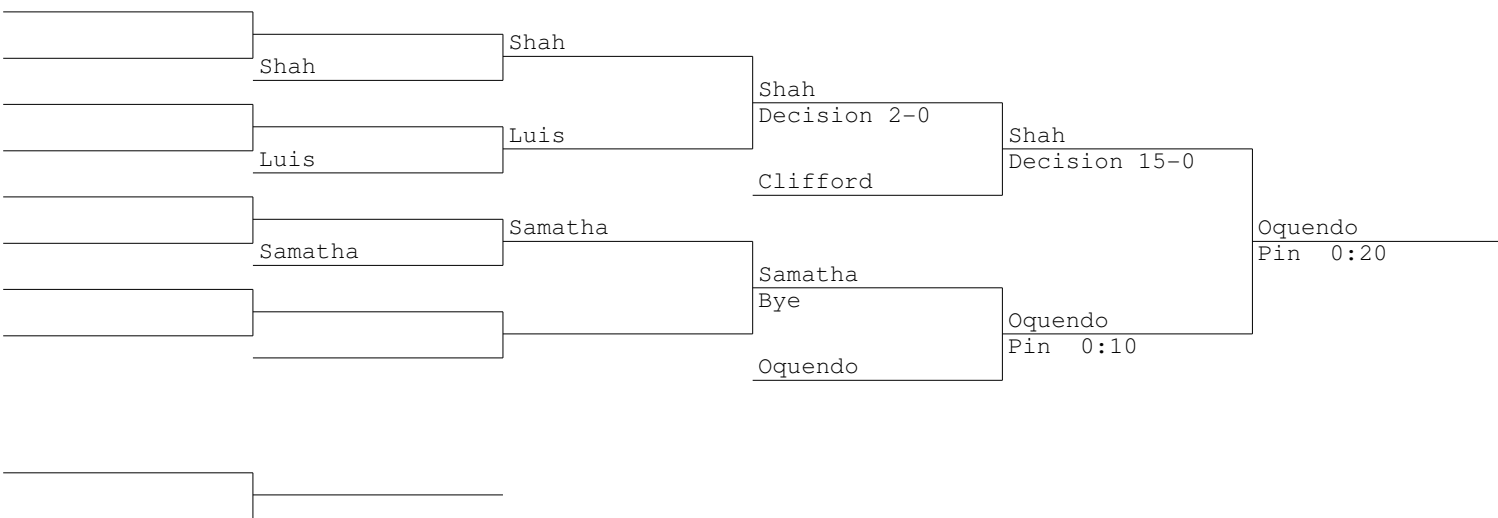 Shah
Shah
Shah
Decision 2-0
Shah
Luis
Decision 15-0
Luis
Clifford
Oquendo
Samatha
Pin 0:20
Samatha
Samatha
Bye
Oquendo
Pin 0:10
Oquendo